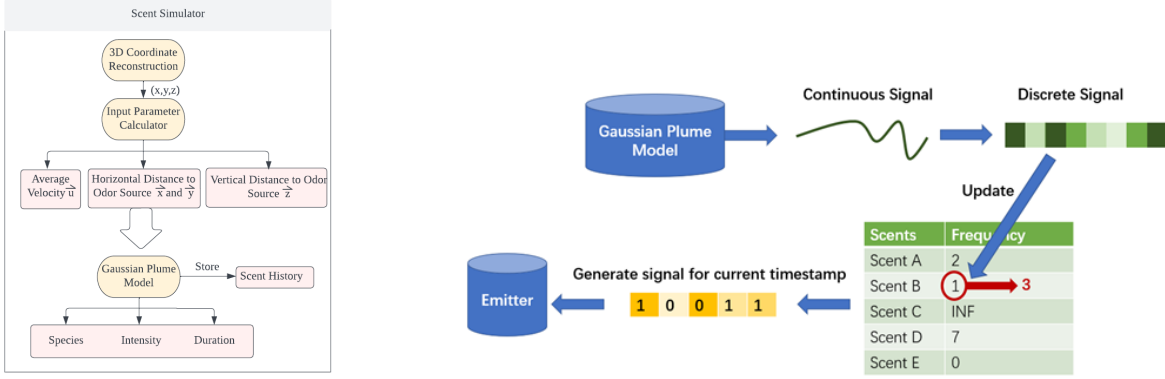 Scent Simulator
3D Coordinate
Reconstruction
(x,y,z)
Input Parameter
Calculator
Average
Velocity u
Horizontal Distance to
Odor Source x and y
Vertical Distance to Odor
Source z
Gaussian Plume
Model
Store
Scent History
Species
Intensity
Duration
Gaussian Plume
Model
Continuous Signal
Discrete Signal
Update
Scents Frequency
Scent A 2
Scent B 1 3
Scent C INF
Scent D 7
Scent E 0
Generate signal for current timestamp
1 0 0 1 1
Emitter